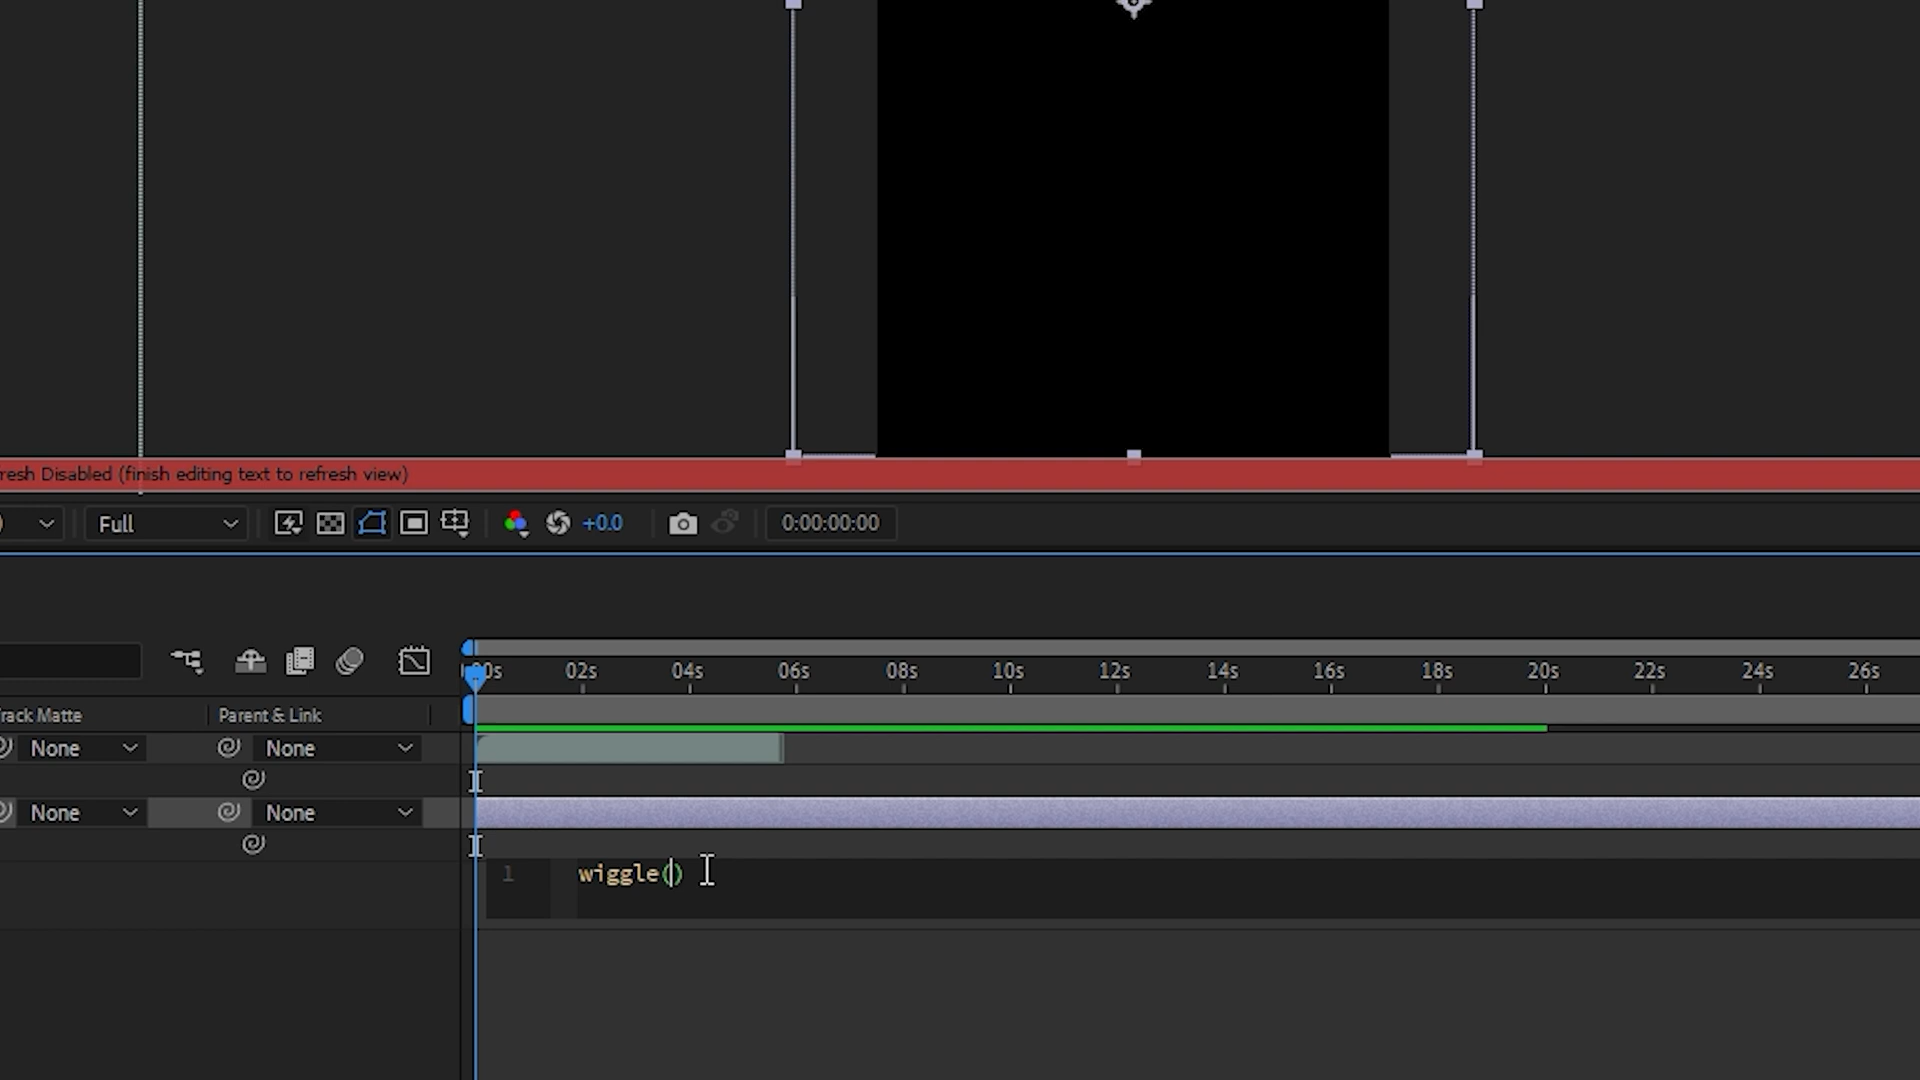 resh Disabled (finish editing text to refresh view)
Full +0.0 0:00:00:00
00s 02s 04s 06s 08s 10s 12s 14s 16s 18s 20s 22s 24s 26s
rack Matte Parent & Link
None None
None None
1 wiggle()